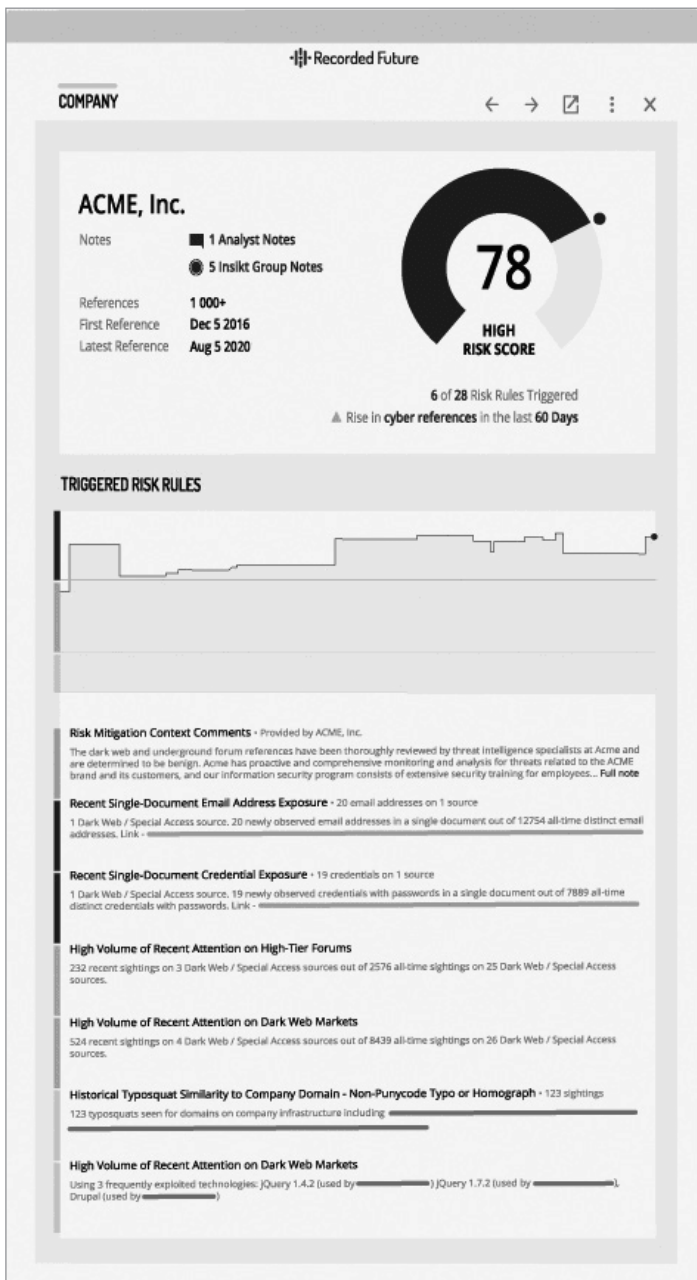 Recorded Future
COMPANY
ACME, Inc.
Notes
1 Analyst Notes
5 Insikt Group Notes
References 1 000+
First Reference Dec 5 2016
Latest Reference Aug 5 2020
78
HIGH
RISK SCORE
6 of 28 Risk Rules Triggered
Rise in cyber references in the last 60 Days
TRIGGERED RISK RULES
Risk Mitigation Context Comments • Provided by ACME, Inc.
The dark web and underground forum references have been thoroughly reviewed by threat intelligence specialists at Acme and
are determined to be benign. Acme has proactive and comprehensive monitoring and analysis for threats related to the ACME
brand and its customers, and our information security program consists of extensive security training for employees... Full note
Recent Single-Document Email Address Exposure • 20 email addresses on 1 source
1 Dark Web / Special Access source. 20 newly observed email addresses in a single document out of 12754 all-time distinct email
addresses. Link -
Recent Single-Document Credential Exposure • 19 credentials on 1 source
1 Dark Web / Special Access source. 19 newly observed credentials with passwords in a single document out of 7889 all-time
distinct credentials with passwords. Link -
High Volume of Recent Attention on High-Tier Forums
232 recent sightings on 3 Dark Web / Special Access sources out of 2576 all-time sightings on 25 Dark Web / Special Access
sources.
High Volume of Recent Attention on Dark Web Markets
524 recent sightings on 4 Dark Web / Special Access sources out of 8439 all-time sightings on 26 Dark Web / Special Access
sources.
Historical Typosquat Similarity to Company Domain - Non-Punycode Typo or Homograph • 123 sightings
123 typosquats seen for domains on company infrastructure including
High Volume of Recent Attention on Dark Web Markets
Using 3 frequently exploited technologies: jQuery 1.4.2 (used by ) jQuery 1.7.2 (used by ),
Drupal (used by )